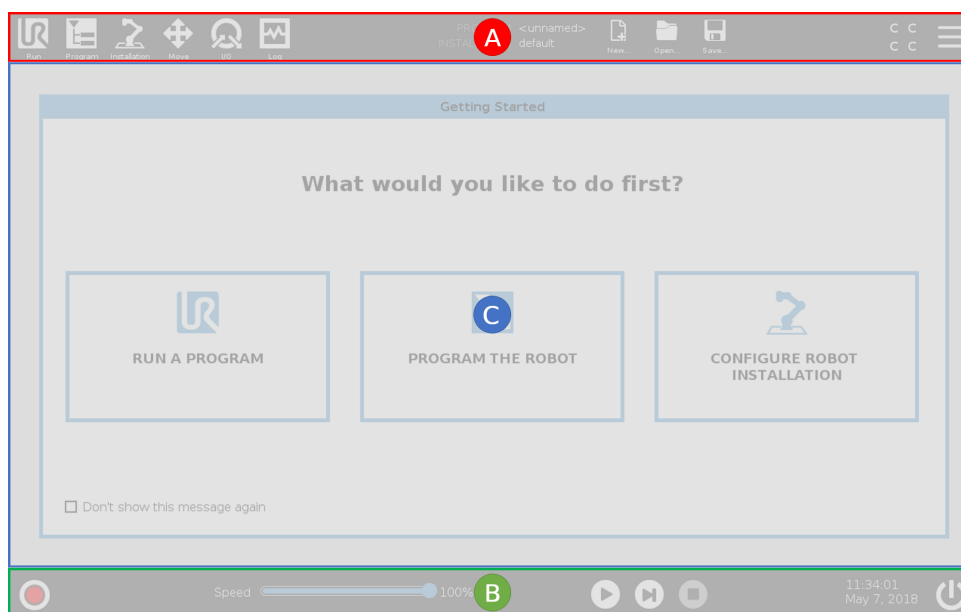 <unnamed>
default
A
Run
Program
Installation
Move
I/O
Log
New...
Open...
Save...
C C
C C
Getting Started
What would you like to do first?
C
RUN A PROGRAM
PROGRAM THE ROBOT
CONFIGURE ROBOT
INSTALLATION
Don't show this message again
Speed
100%
B
11:34:01
May 7, 2018